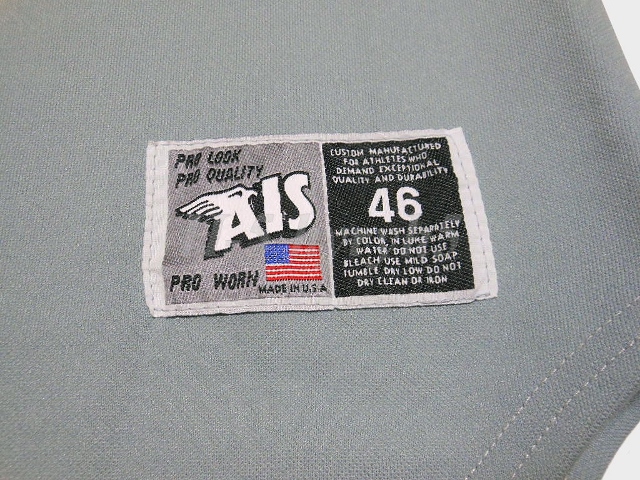 PRO LOOK
PRO QUALITY
AIS
PRO WORN
MADE IN U.S.A
CUSTOM MANUFACTURED
FOR ATHLETES WHO
DEMAND EXCEPTIONAL
QUALITY AND DURABILITY
46
MACHINE WASH SEPARATELY
BY COLOR, IN LUKE WARM
WATER DO NOT USE
BLEACH USE MILD SOAP
TUMBLE DRY LOW DO NOT
DRY CLEAN OR IRON